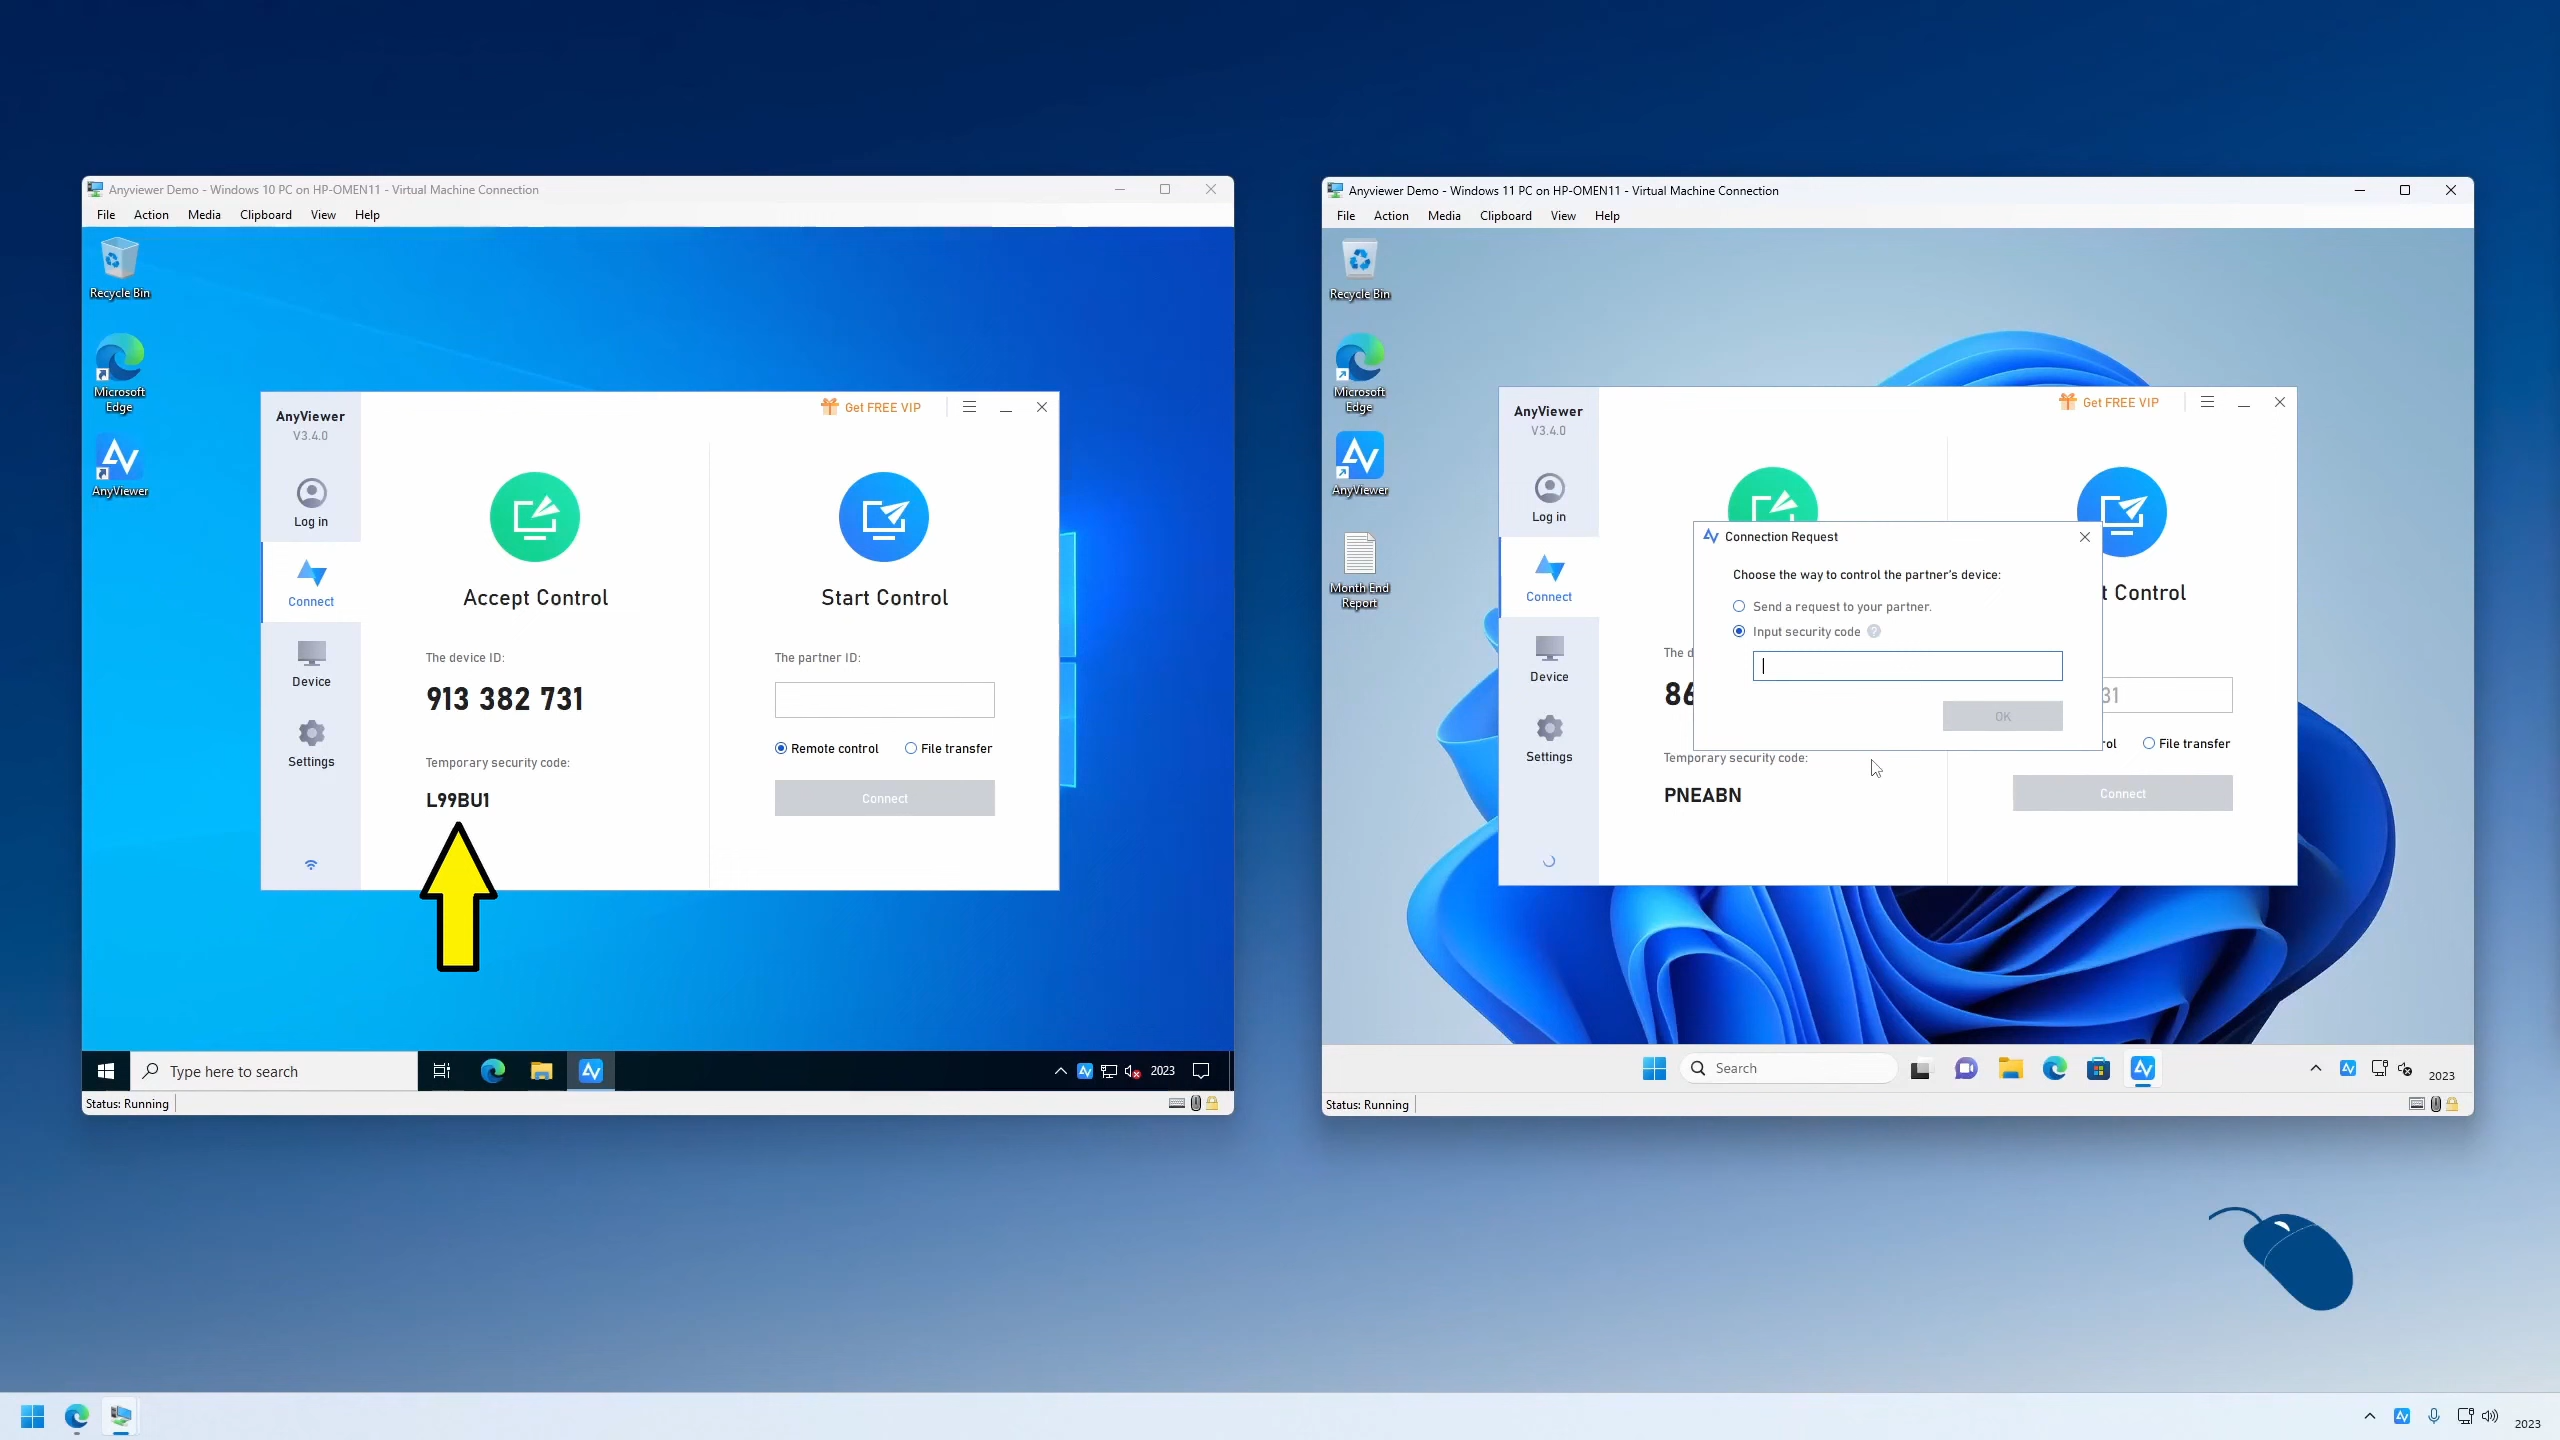 Anyviewer Demo - Windows 10 PC on HP-OMEN11 - Virtual Machine Connection
File Action Media Clipboard View Help
Recycle Bin
Microsoft
Edge
AnyViewer
AnyViewer
V3.4.0
Get FREE VIP
Log in
Connect
Device
Settings
Accept Control
The device ID:
913 382 731
Temporary security code:
L99BU1
Start Control
The partner ID:
Remote control File transfer
Connect
Type here to search
2023
Status: Running
Anyviewer Demo - Windows 11 PC on HP-OMEN11 - Virtual Machine Connection
File Action Media Clipboard View Help
Recycle Bin
Microsoft
Edge
AnyViewer
Month End
Report
AnyViewer
V3.4.0
Get FREE VIP
Log in
Connect
Device
Settings
Connection Request
Choose the way to control the partner's device:
Send a request to your partner.
Input security code ?
OK
t Control
The d
86
31
rol File transfer
Temporary security code:
PNEABN
Connect
Search
2023
Status: Running
2023